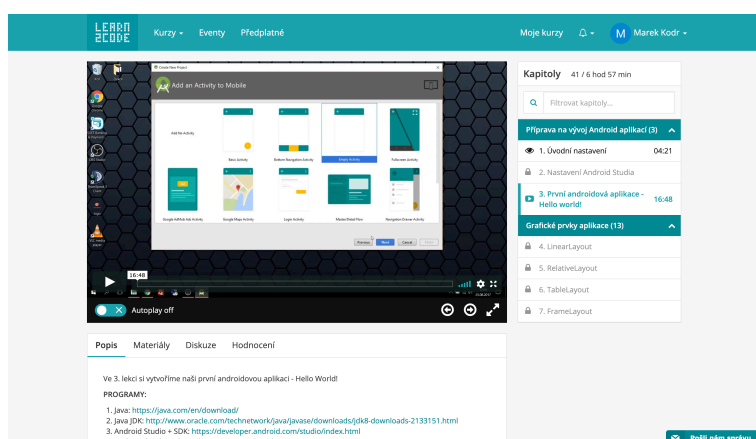 LEARN
2CODE
Kurzy
Eventy
Předplatné
Moje kurzy
M
Marek Kodr
Create New Project
Add an Activity to Mobile
Add No Activity
Basic Activity
Bottom Navigation Activity
Empty Activity
Fullscreen Activity
Google AdMob Ads Activity
Google Maps Activity
Login Activity
Master/Detail Flow
Navigation Drawer Activity
Previous
Next
Cancel
16:48
Autoplay off
Kapitoly 41 / 6 hod 57 min
Filtrovat kapitoly...
Příprava na vývoj Android aplikací (3)
1. Úvodní nastavení 04:21
2. Nastavení Android Studia
3. První androidová aplikace -
Hello world! 16:48
Grafické prvky aplikace (13)
4. LinearLayout
5. RelativeLayout
6. TableLayout
7. FrameLayout
Popis
Materiály
Diskuze
Hodnocení
Ve 3. lekci si vytvoříme naši první androidovou aplikaci - Hello World!
PROGRAMY:
1. Java: https://java.com/en/download/
2. Java JDK: http://www.oracle.com/technetwork/java/javase/downloads/jdk8-downloads-2133151.html
3. Android Studio + SDK: https://developer.android.com/studio/index.html
Pošli nám správu